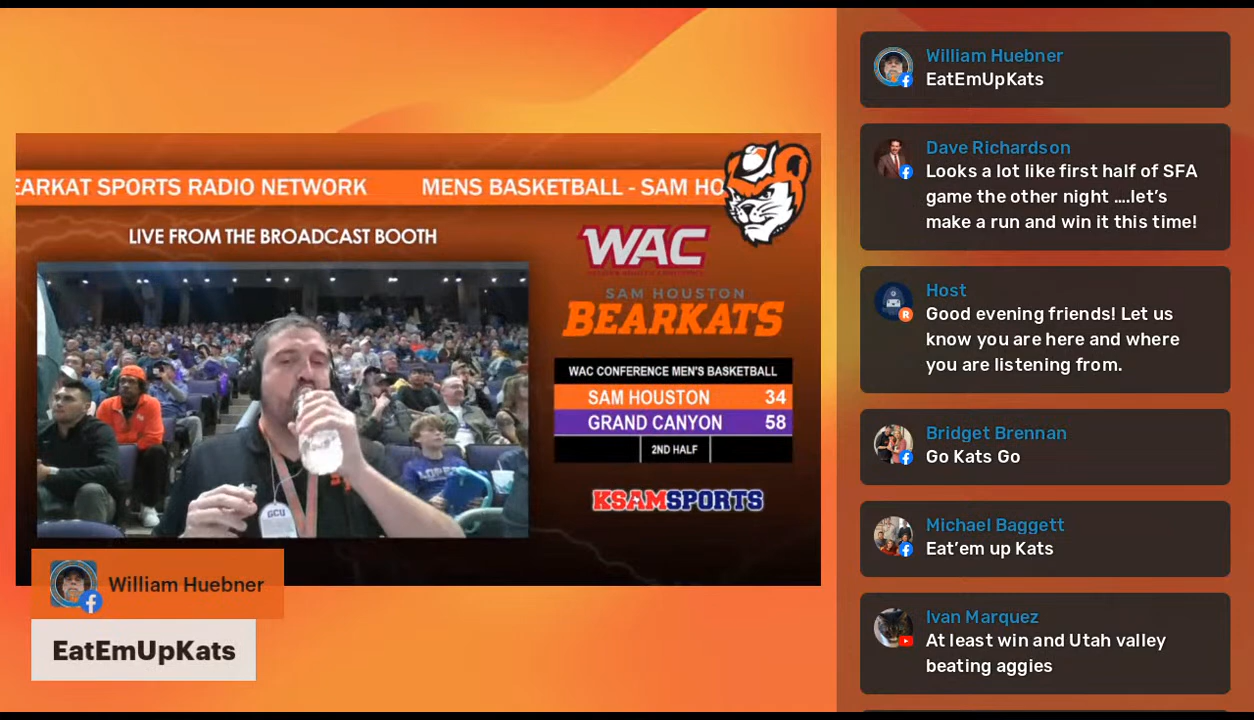 EARKAT SPORTS RADIO NETWORK MENS BASKETBALL - SAM HO
LIVE FROM THE BROADCAST BOOTH
WAC
SAM HOUSTON
BEARKATS
WAC CONFERENCE MEN'S BASKETBALL
SAM HOUSTON 34
GRAND CANYON 58
2ND HALF
KSAMSPORTS
GCU
LOPES
William Huebner
EatEmUpKats
William Huebner
EatEmUpKats
Dave Richardson
Looks a lot like first half of SFA
game the other night ....let's
make a run and win it this time!
Host
Good evening friends! Let us
know you are here and where
you are listening from.
Bridget Brennan
Go Kats Go
Michael Baggett
Eat'em up Kats
Ivan Marquez
At least win and Utah valley
beating aggies